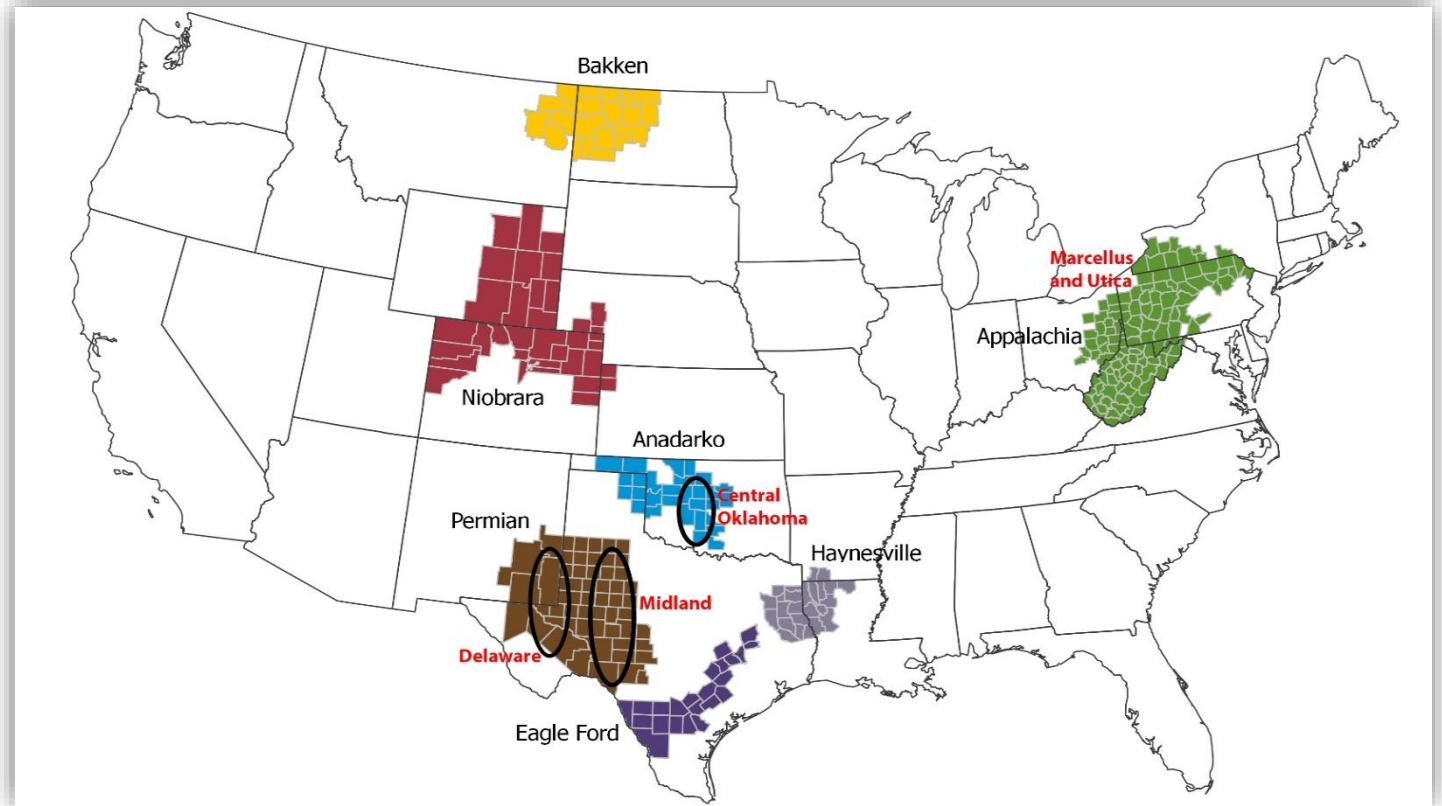 Bakken
Marcellus
and Utica
Appalachia
Niobrara
Anadarko
Central
Oklahoma
Permian
Haynesville
Midland
Delaware
Eagle Ford